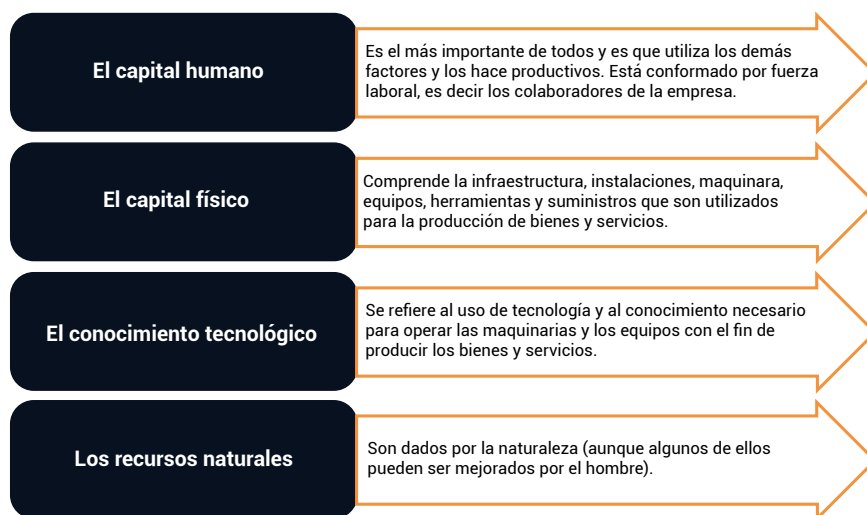 El capital humano
Es el más importante de todos y es que utiliza los demás
factores y los hace productivos. Está conformado por fuerza
laboral, es decir los colaboradores de la empresa.
El capital físico
Comprende la infraestructura, instalaciones, maquinara,
equipos, herramientas y suministros que son utilizados
para la producción de bienes y servicios.
El conocimiento tecnológico
Se refiere al uso de tecnología y al conocimiento necesario
para operar las maquinarias y los equipos con el fin de
producir los bienes y servicios.
Los recursos naturales
Son dados por la naturaleza (aunque algunos de ellos
pueden ser mejorados por el hombre).